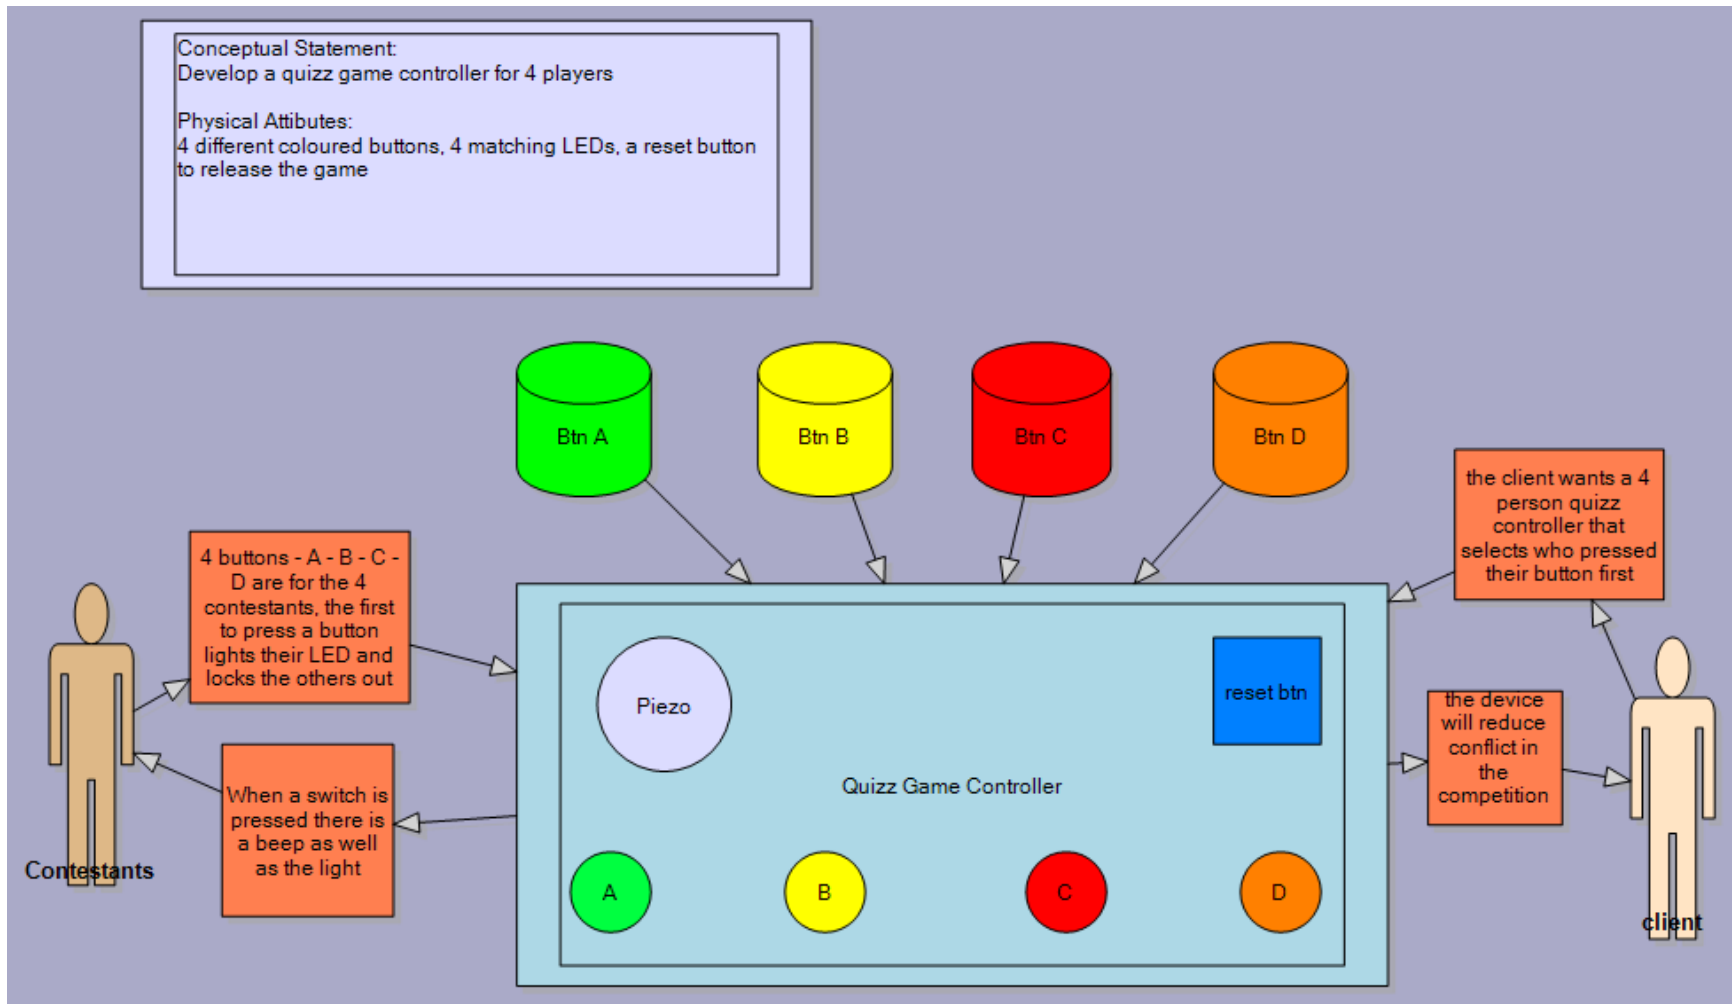 Conceptual Statement:
Develop a quizz game controller for 4 players
Physical Attibutes:
4 different coloured buttons, 4 matching LEDs, a reset button
to release the game
Btn A
Btn B
Btn C
Btn D
the client wants a 4
person quizz
controller that
selects who pressed
their button first
4 buttons - A - B - C -
D are for the 4
contestants, the first
to press a button
lights their LED and
locks the others out
Piezo
reset btn
the device
will reduce
conflict in
the
competition
Quizz Game Controller
When a switch is
pressed there is
a beep as well
as the light
Contestants
A
B
C
D
client